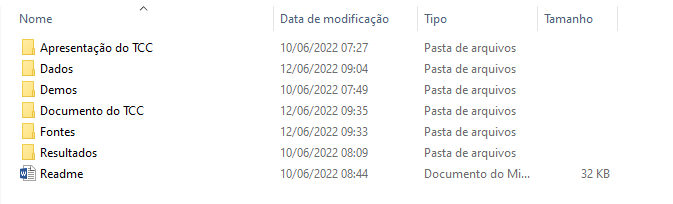 Nome Data de modificação Tipo Tamanho
Apresentação do TCC 10/06/2022 07:27 Pasta de arquivos
Dados 12/06/2022 09:04 Pasta de arquivos
Demos 10/06/2022 07:49 Pasta de arquivos
Documento do TCC 12/06/2022 09:35 Pasta de arquivos
Fontes 12/06/2022 09:33 Pasta de arquivos
Resultados 10/06/2022 08:09 Pasta de arquivos
Readme 10/06/2022 08:44 Documento do Mi... 32 KB